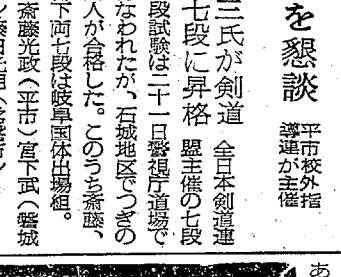 を懇談
平市校外指
導連が主催
三氏が剣道
七段に昇格
全日本剣道連
盟主催の七段
段試験は二十一日警視庁道場で
なわれたが、石城地区でつぎの
人が合格した。このうち斎藤、
下両七段は岐阜国体出場組。
斎藤光政（平市）宮下武（磐城
あ